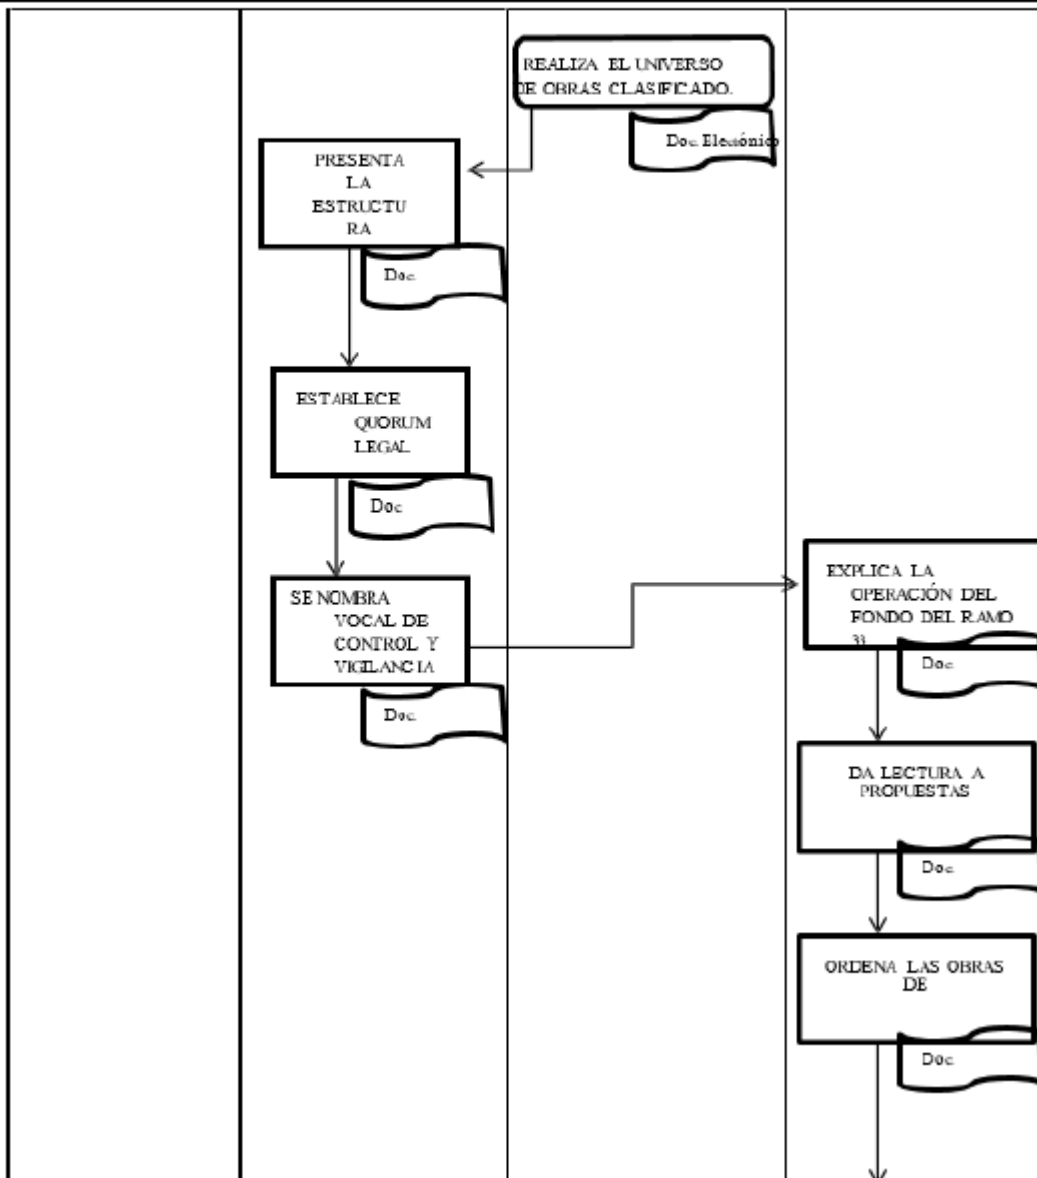 REALIZA EL UNIVERSO
DE OBRAS CLASIFICADO.
Doc. Electónico
PRESENTA
LA
ESTRUCTU
RA
Doc.
ESTABLECE
QUORUM
LEGAL
Doc
SE NOMBRA
VOCAL DE
CONTROL Y
VIGILANCIA
Doc.
EXPLICA LA
OPERACIÓN DEL
FONDO DEL RAMO
33
Doc
DA LECTURA A
PROPUESTAS
Doc
ORDENA LAS OBRAS
DE
Doc